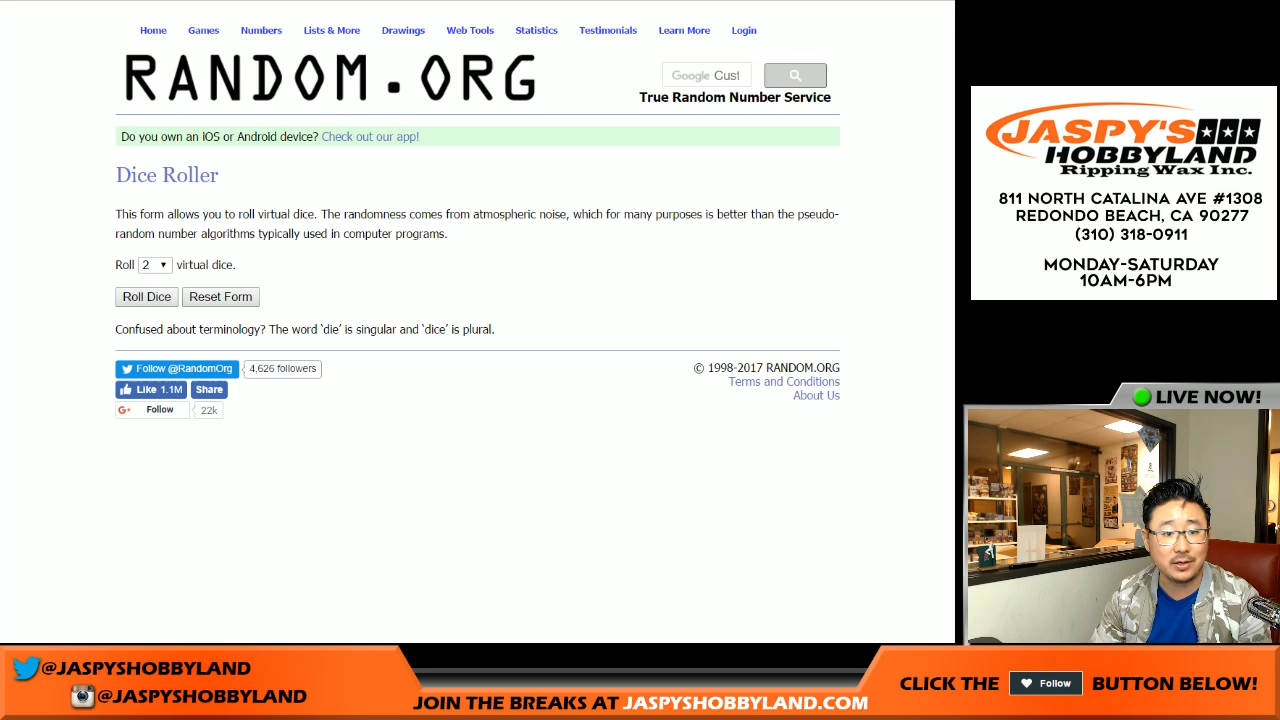 Home Games Numbers Lists & More Drawings Web Tools Statistics Testimonials Learn More Login
RANDOM.ORG
Google Cust
True Random Number Service
Do you own an iOS or Android device? Check out our app!
Dice Roller
This form allows you to roll virtual dice. The randomness comes from atmospheric noise, which for many purposes is better than the pseudo-
random number algorithms typically used in computer programs.
Roll 2 virtual dice.
Roll Dice Reset Form
Confused about terminology? The word ‘die’ is singular and ‘dice’ is plural.
Follow @RandomOrg 4,626 followers
Like 1.1M Share
Follow 22k
© 1998-2017 RANDOM.ORG
Terms and Conditions
About Us
JASPY'S
HOBBYLAND
Ripping Wax Inc.
811 NORTH CATALINA AVE #1308
REDONDO BEACH, CA 90277
(310) 318-0911
MONDAY-SATURDAY
10AM-6PM
LIVE NOW!
@JASPYSHOBBYLAND
@JASPYSHOBBYLAND
JOIN THE BREAKS AT JASPYSHOBBYLAND.COM
CLICK THE Follow BUTTON BELOW!